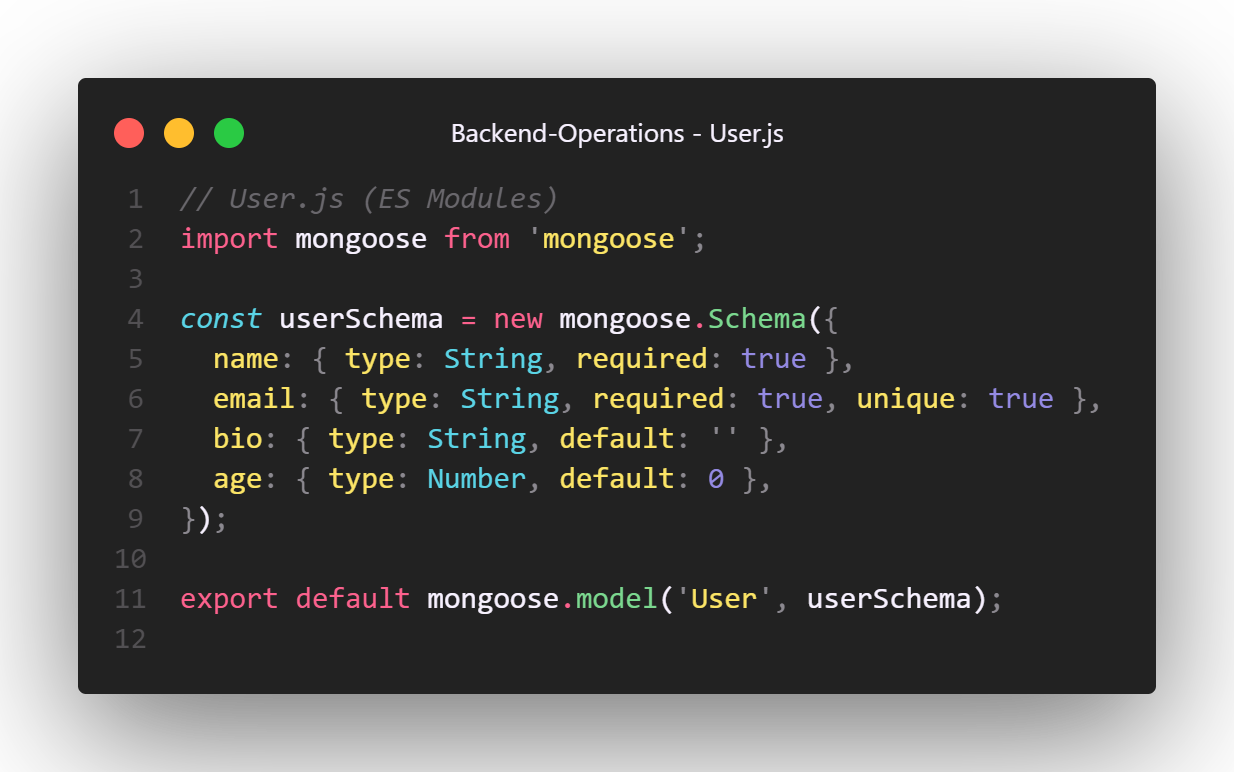 Backend-Operations - User.js
1 // User.js (ES Modules)
2 import mongoose from 'mongoose';
3
4 const userSchema = new mongoose.Schema({
5   name: { type: String, required: true },
6   email: { type: String, required: true, unique: true },
7   bio: { type: String, default: '' },
8   age: { type: Number, default: 0 },
9 });
10
11 export default mongoose.model('User', userSchema);
12